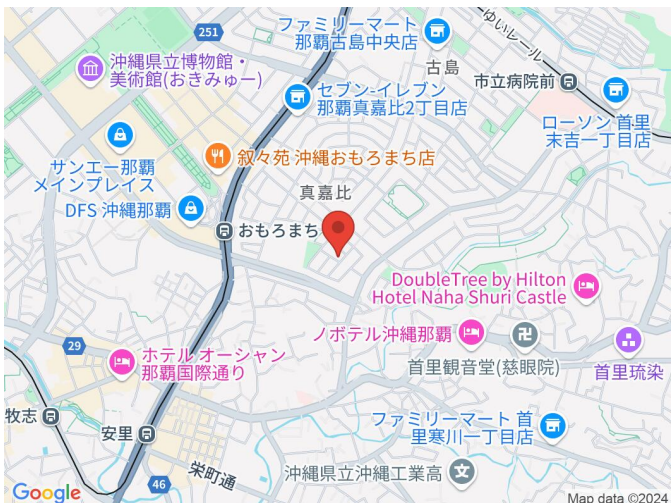 ファミリーマート
那覇古島中央店
251
ゆいレール
古島
沖縄県立博物館・
美術館(おきみゅー)
市立病院前
セブン-イレブン
那覇真嘉比2丁目店
ローソン 首里
末吉一丁目店
サンエー那覇
メインプレイス
叙々苑 沖縄おもろまち店
真嘉比
DFS 沖縄那覇
おもろまち
DoubleTree by Hilton
Hotel Naha Shuri Castle
29
ノボテル沖縄那覇
ホテル オーシャン
那覇国際通り
首里観音堂(慈眼院)
首里琉染
牧志
安里
ファミリーマート 首
里寒川一丁目店
栄町通
沖縄県立沖縄工業高
46
Google
Map data ©2024